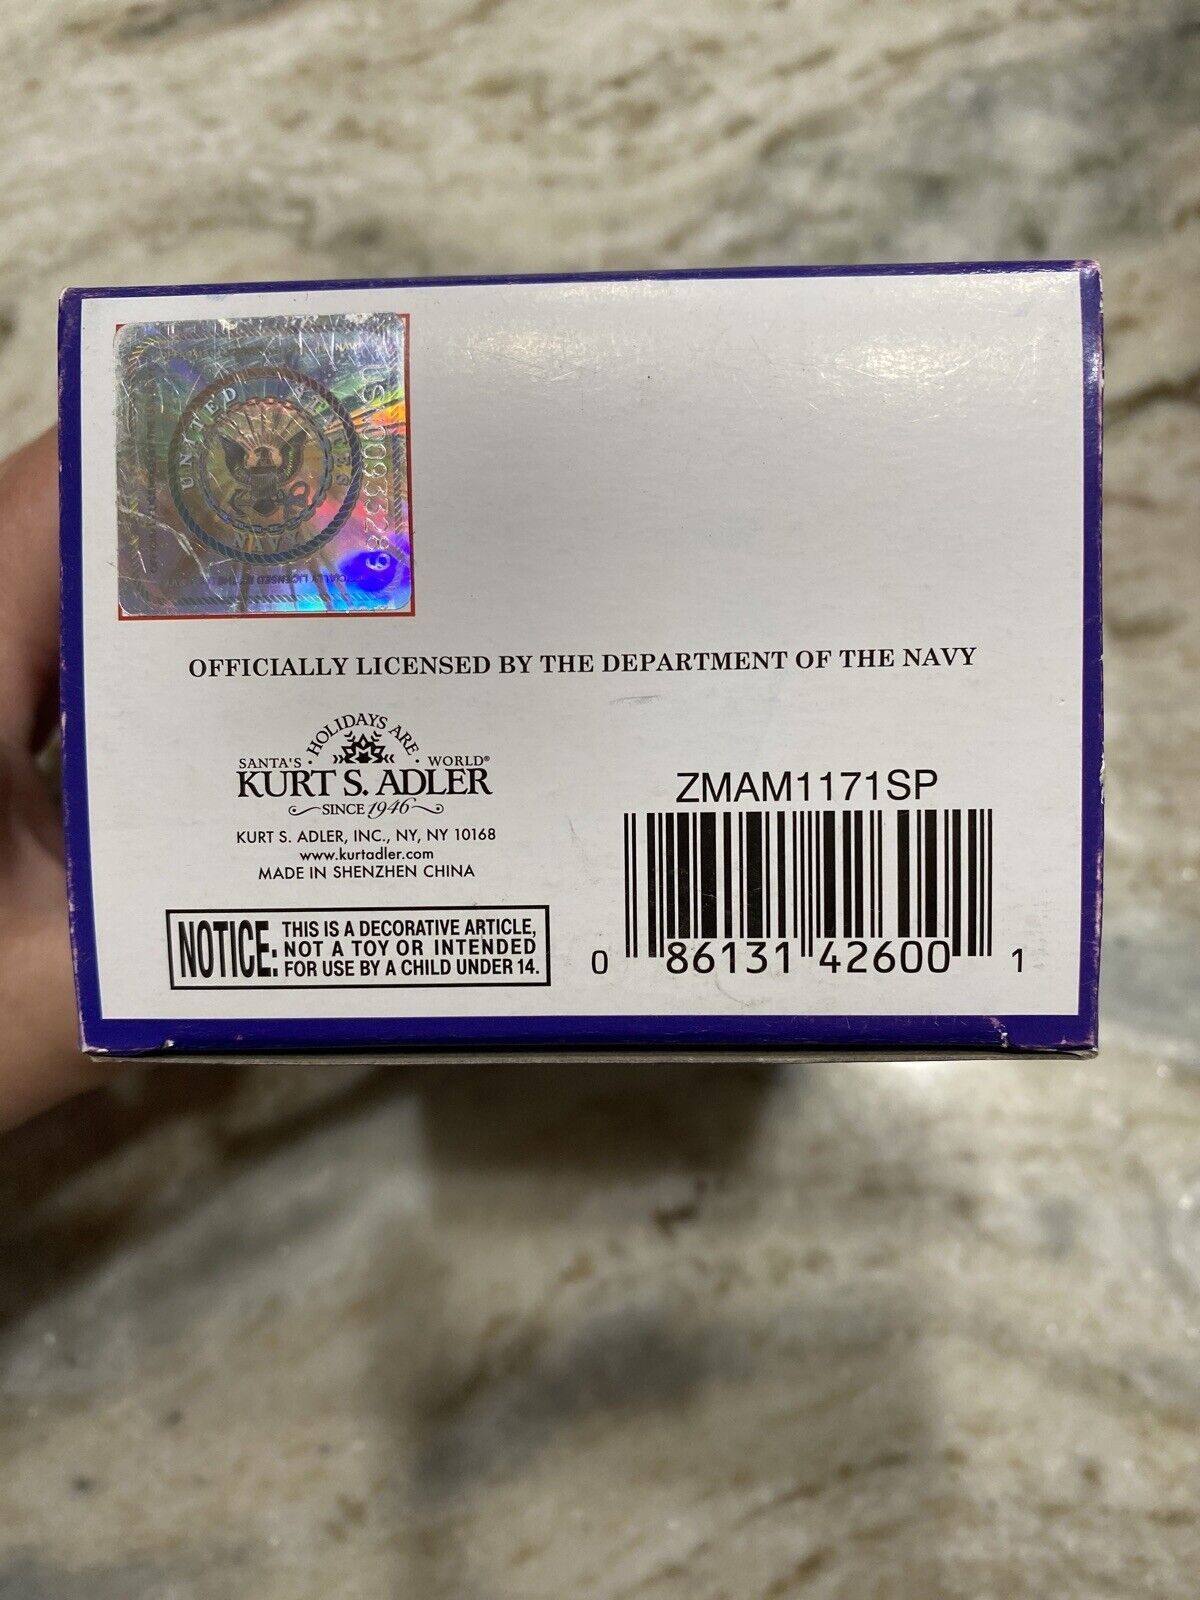 UNITED STATES
NAVY
OFFICIALLY LICENSED BY THE DEPARTMENT OF THE NAVY
HOLIDAYS ARE
SANTA'S · · WORLD®
KURT S. ADLER
SINCE 1946
KURT S. ADLER, INC., NY, NY 10168
www.kurtadler.com
MADE IN SHENZHEN CHINA
NOTICE: THIS IS A DECORATIVE ARTICLE,
NOT A TOY OR INTENDED
FOR USE BY A CHILD UNDER 14.
ZMAM1171SP
0 86131 42600 1